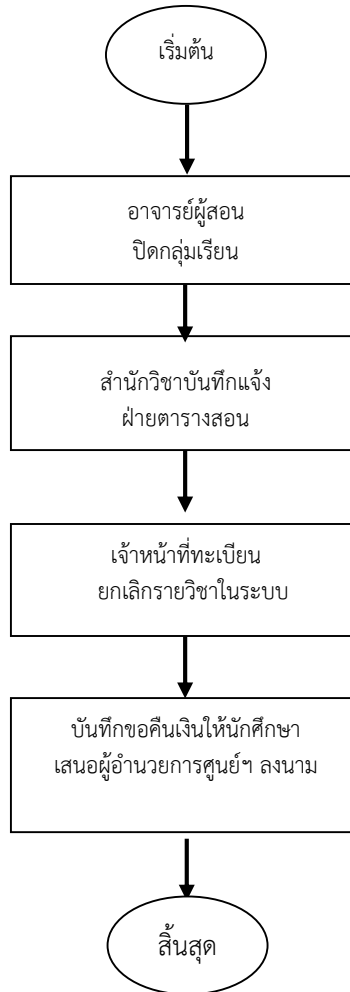 เริ่มต้น
อาจารย์ผู้สอน
ปิดกลุ่มเรียน
สำนักวิชาบันทึกแจ้ง
ฝ่ายตารางสอน
เจ้าหน้าที่ทะเบียน
ยกเลิกรายวิชาในระบบ
บันทึกขอคืนเงินให้นักศึกษา
เสนอผู้อำนวยการศูนย์ฯ ลงนาม
สิ้นสุด